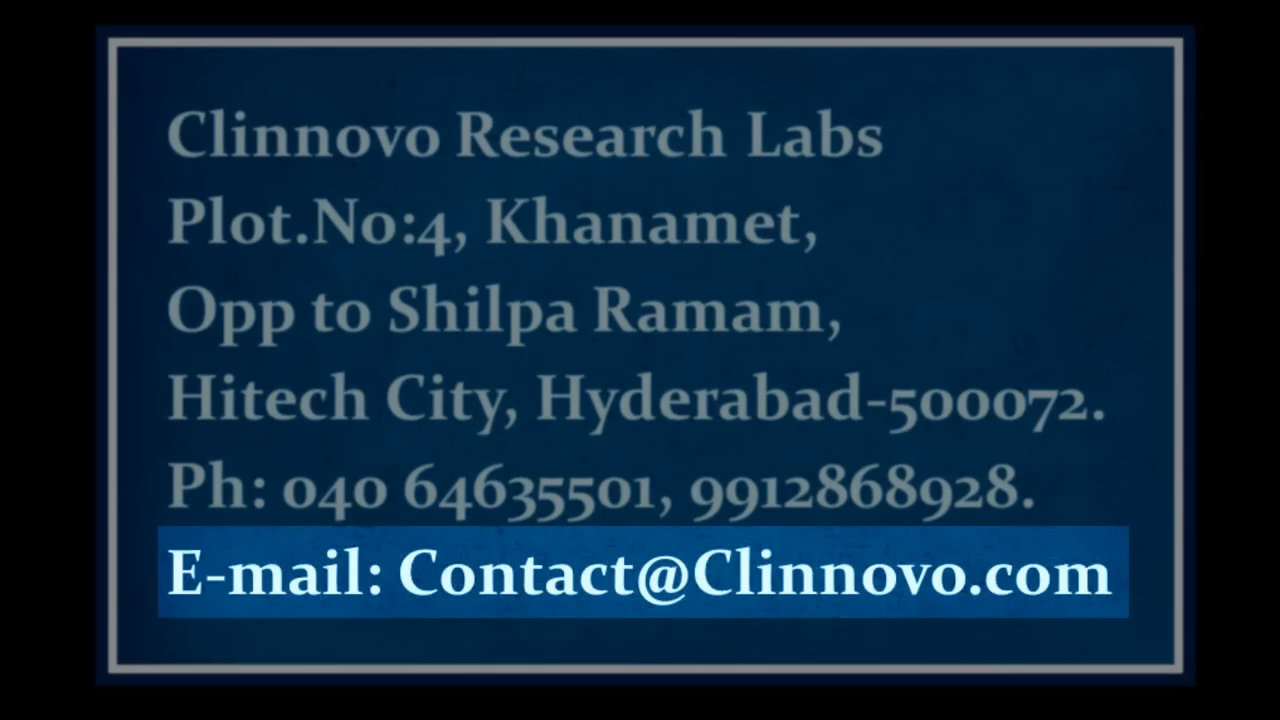 Clinnovo Research Labs
Plot.No:4, Khanamet,
Opp to Shilpa Ramam,
Hitech City, Hyderabad-500072.
Ph: 040 64635501, 9912868928.
E-mail: Contact@Clinnovo.com